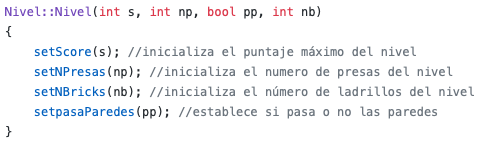 Nivel::Nivel(int s, int np, bool pp, int nb)
{
    setScore(s); //inicializa el puntaje máximo del nivel
    setNPresas(np); //inicializa el numero de presas del nivel
    setNBricks(nb); //inicializa el número de ladrillos del nivel
    setpasaParedes(pp); //establece si pasa o no las paredes
}